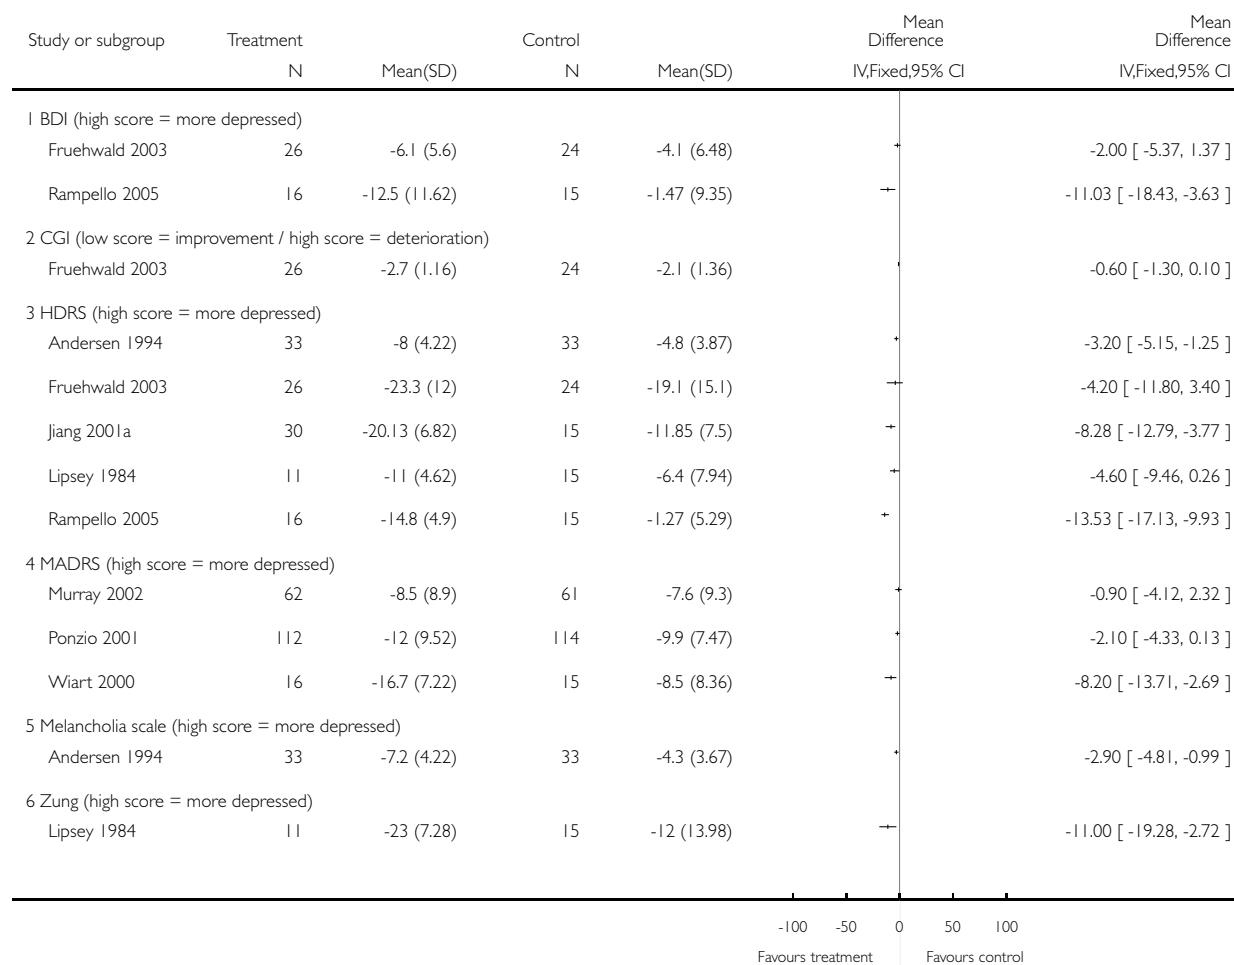 Mean Mean
Study or subgroup Treatment Control Difference Difference
N Mean(SD) N Mean(SD) IV,Fixed,95% CI IV,Fixed,95% CI
1 BDI (high score = more depressed)
Fruehwald 2003 26 -6.1 (5.6) 24 -4.1 (6.48) -2.00 [ -5.37, 1.37 ]
Rampello 2005 16 -12.5 (11.62) 15 -1.47 (9.35) -11.03 [ -18.43, -3.63 ]
2 CGI (low score = improvement / high score = deterioration)
Fruehwald 2003 26 -2.7 (1.16) 24 -2.1 (1.36) -0.60 [ -1.30, 0.10 ]
3 HDRS (high score = more depressed)
Andersen 1994 33 -8 (4.22) 33 -4.8 (3.87) -3.20 [ -5.15, -1.25 ]
Fruehwald 2003 26 -23.3 (12) 24 -19.1 (15.1) -4.20 [ -11.80, 3.40 ]
Jiang 2001a 30 -20.13 (6.82) 15 -11.85 (7.5) -8.28 [ -12.79, -3.77 ]
Lipsey 1984 11 -11 (4.62) 15 -6.4 (7.94) -4.60 [ -9.46, 0.26 ]
Rampello 2005 16 -14.8 (4.9) 15 -1.27 (5.29) -13.53 [ -17.13, -9.93 ]
4 MADRS (high score = more depressed)
Murray 2002 62 -8.5 (8.9) 61 -7.6 (9.3) -0.90 [ -4.12, 2.32 ]
Ponzio 2001 112 -12 (9.52) 114 -9.9 (7.47) -2.10 [ -4.33, 0.13 ]
Wiart 2000 16 -16.7 (7.22) 15 -8.5 (8.36) -8.20 [ -13.71, -2.69 ]
5 Melancholia scale (high score = more depressed)
Andersen 1994 33 -7.2 (4.22) 33 -4.3 (3.67) -2.90 [ -4.81, -0.99 ]
6 Zung (high score = more depressed)
Lipsey 1984 11 -23 (7.28) 15 -12 (13.98) -11.00 [ -19.28, -2.72 ]
-100 -50 0 50 100
Favours treatment Favours control